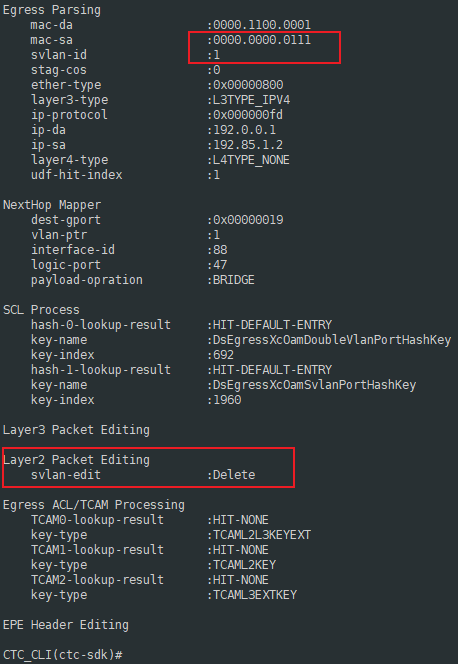 Egress Parsing
mac-da :0000.1100.0001
mac-sa :0000.0000.0111
svlan-id :1
stag-cos :0
ether-type :0x00000800
layer3-type :L3TYPE_IPV4
ip-protocol :0x000000fd
ip-da :192.0.0.1
ip-sa :192.85.1.2
layer4-type :L4TYPE_NONE
udf-hit-index :1
NextHop Mapper
dest-gport :0x00000019
vlan-ptr :1
interface-id :88
logic-port :47
payload-opration :BRIDGE
SCL Process
hash-0-lookup-result :HIT-DEFAULT-ENTRY
key-name :DsEgressXcOamDoubleVlanPortHashKey
key-index :692
hash-1-lookup-result :HIT-DEFAULT-ENTRY
key-name :DsEgressXcOamSvlanPortHashKey
key-index :1960
Layer3 Packet Editing
Layer2 Packet Editing
svlan-edit :Delete
Egress ACL/TCAM Processing
TCAM0-lookup-result :HIT-NONE
key-type :TCAML2L3KEYEXT
TCAM1-lookup-result :HIT-NONE
key-type :TCAML2KEY
TCAM2-lookup-result :HIT-NONE
key-type :TCAML3EXTKEY
EPE Header Editing
CTC_CLI(ctc-sdk)#